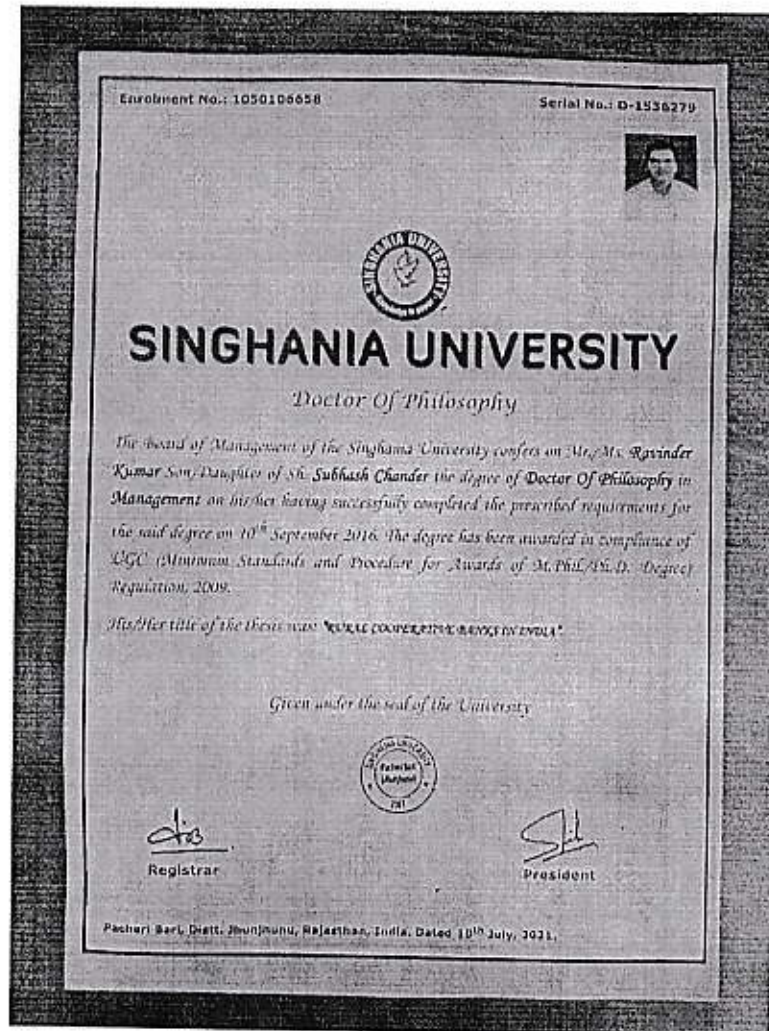 Enrolment No.: 1050106658
Serial No.: D-1536279
SINGHANIA UNIVERSITY
SINGHANIA UNIVERSITY
Doctor Of Philosophy
The Board of Management of the Singhania University confers on Mr./Ms. Ravinder
Kumar Son/Daughter of Sh. Subhash Chander the degree of Doctor Of Philosophy in
Management on his/her having successfully completed the prescribed requirements for
the said degree on 10th September 2016. The degree has been awarded in compliance of
UGC (Minimum Standards and Procedure for Awards of M.Phil./Ph.D. Degree)
Regulation, 2009.
His/Her title of the thesis was: "RURAL COOPERATIVE BANKS IN INDIA".
Given under the seal of the University
SINGHANIA UNIVERSITY
Registrar
President
Pacheri Bari, Distt. Jhunjhunu, Rajasthan, India. Dated 10th July, 2021.